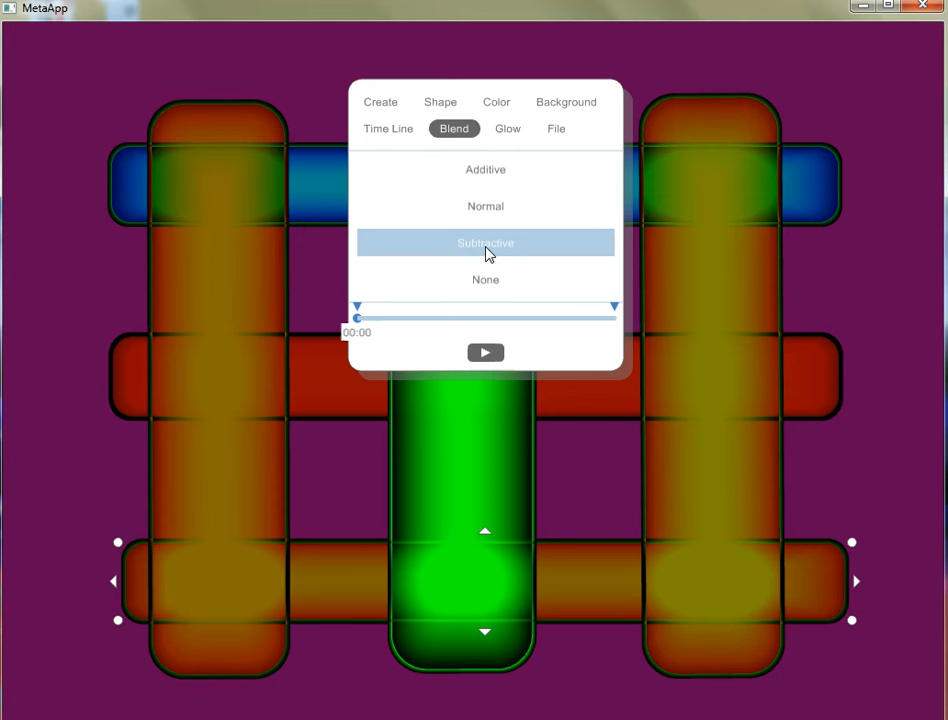 MetaApp
Create Shape Color Background
Time Line Blend Glow File
Additive
Normal
Subtractive
None
00:00